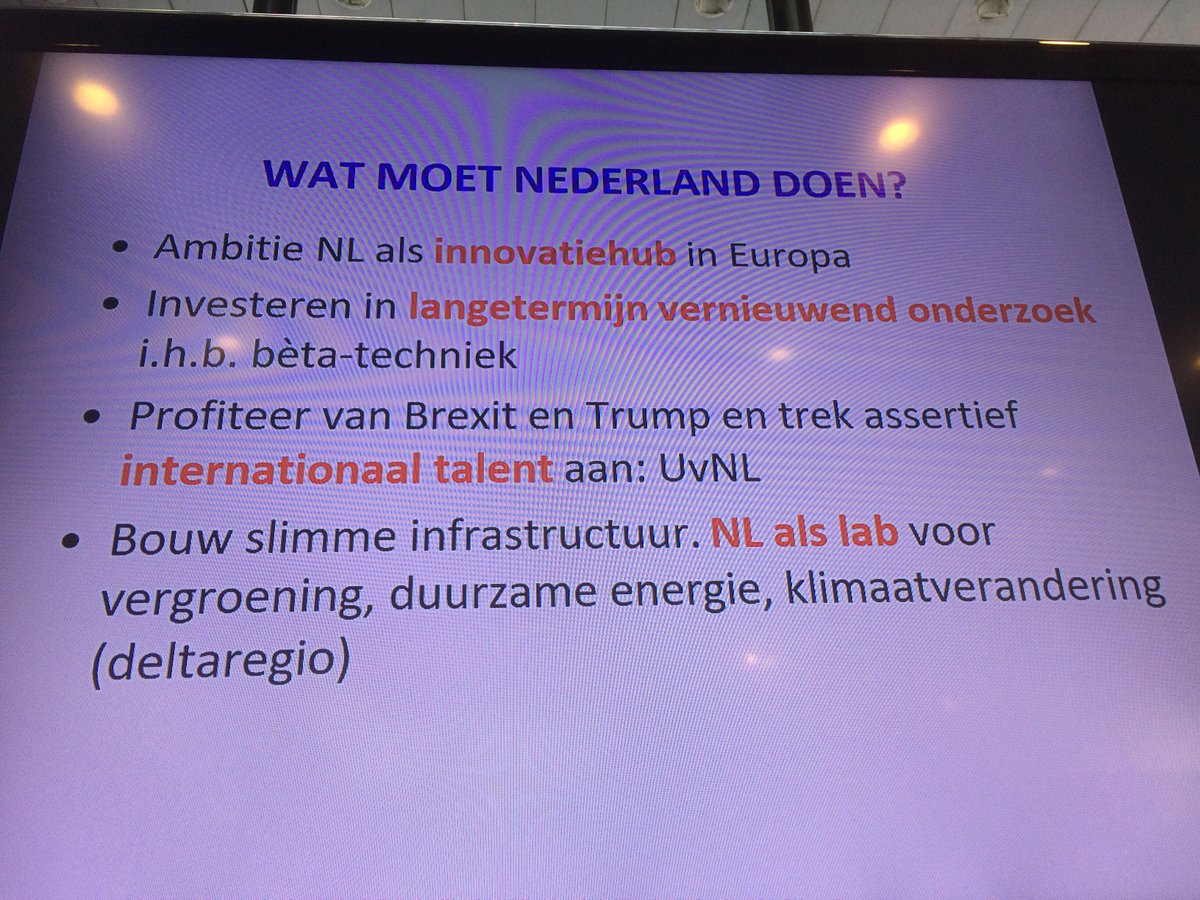 WAT MOET NEDERLAND DOEN?
• Ambitie NL als innovatiehub in Europa
• Investeren in langetermijn vernieuwend onderzoek
i.h.b. bèta-techniek
• Profiteer van Brexit en Trump en trek assertief
internationaal talent aan: UvNL
• Bouw slimme infrastructuur. NL als lab voor
vergroening, duurzame energie, klimaatverandering
(deltaregio)